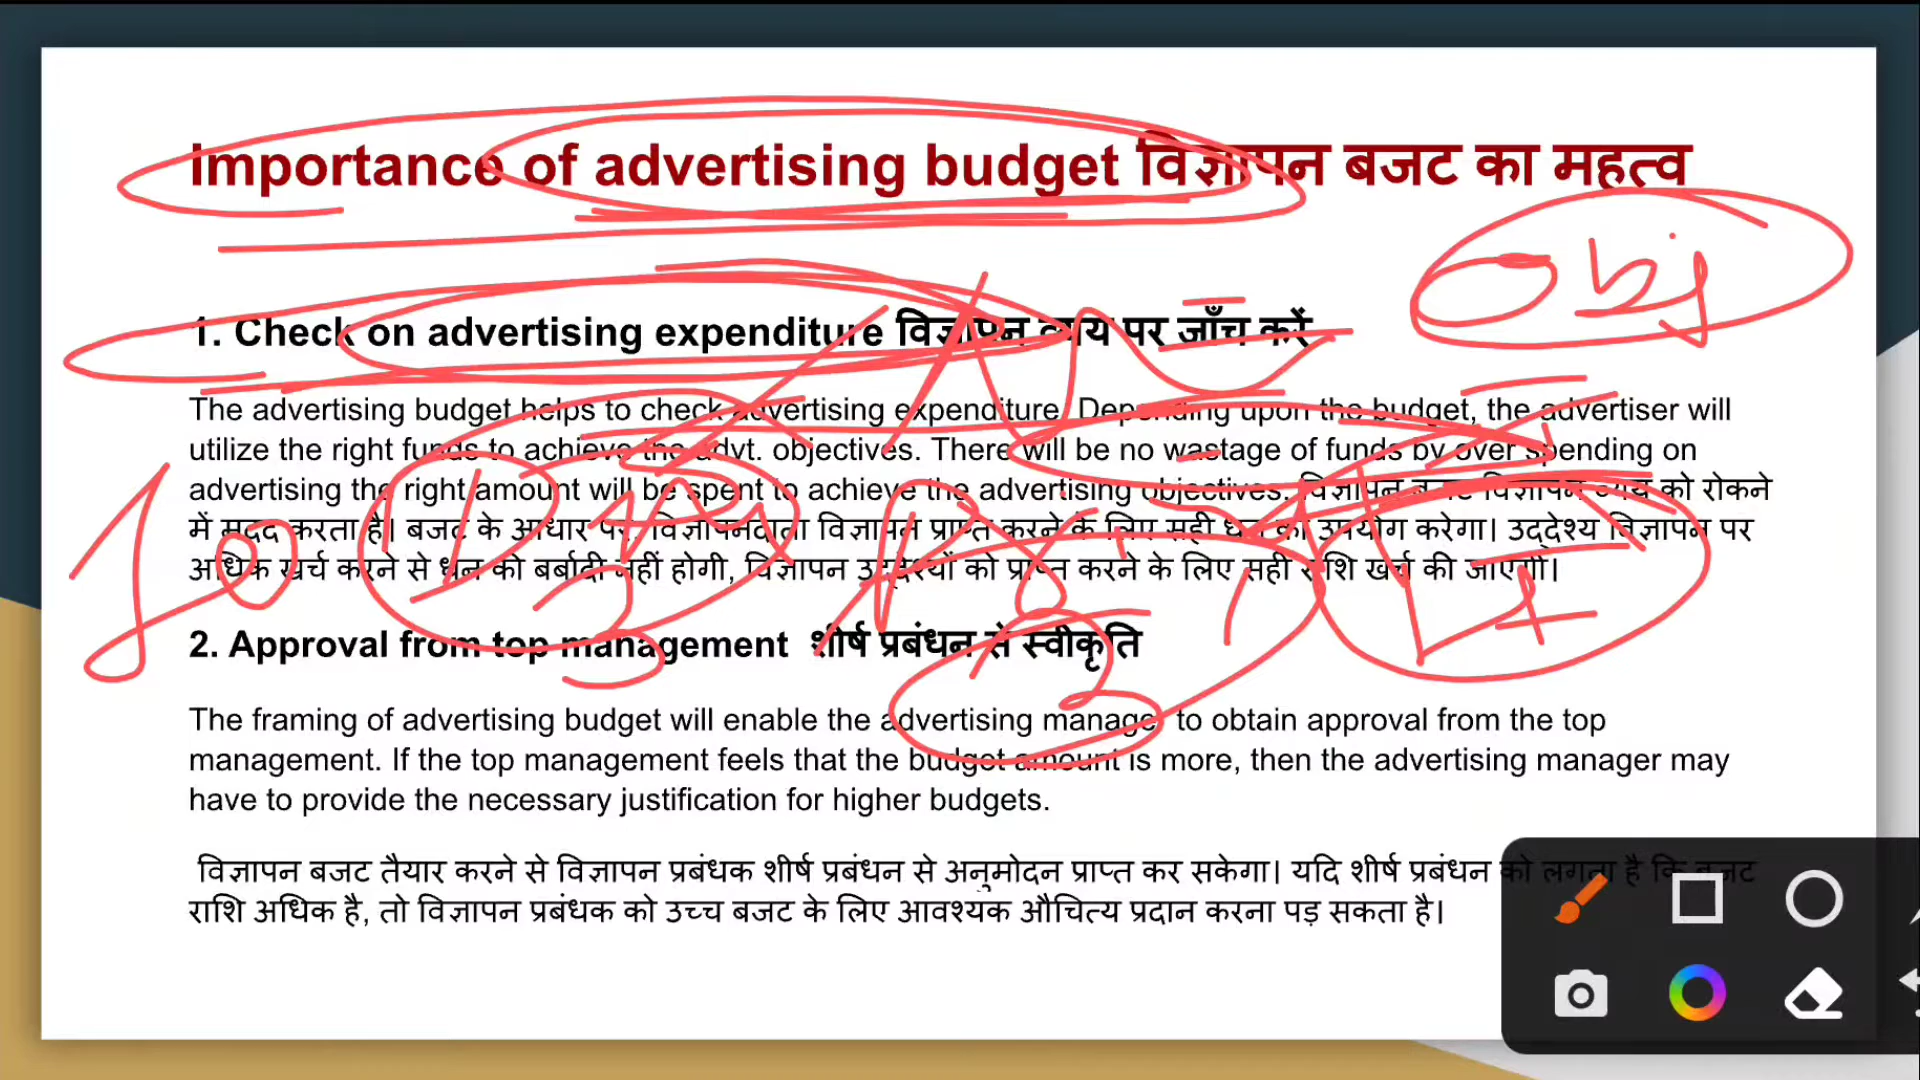 Importance of advertising budget विज्ञापन बजट का महत्व
Obj
1. Check on advertising expenditure विज्ञापन व्यय पर जाँच करें
The advertising budget helps to check advertising expenditure. Depending upon the budget, the advertiser will
utilize the right funds to achieve the advt. objectives. There will be no wastage of funds by over spending on
advertising the right amount will be spent to achieve the advertising objectives. विज्ञापन बजट विज्ञापन व्यय को रोकने
में मदद करता है। बजट के आधार पर, विज्ञापनदाता विज्ञापन प्राप्त करने के लिए सही धन का उपयोग करेगा। उद्देश्य विज्ञापन पर
अधिक खर्च करने से धन की बर्बादी नहीं होगी, विज्ञापन उद्देश्यों को प्राप्त करने के लिए सही राशि खर्च की जाएगी।
2. Approval from top management शीर्ष प्रबंधन से स्वीकृति
The framing of advertising budget will enable the advertising manager to obtain approval from the top
management. If the top management feels that the budget amount is more, then the advertising manager may
have to provide the necessary justification for higher budgets.
विज्ञापन बजट तैयार करने से विज्ञापन प्रबंधक शीर्ष प्रबंधन से अनुमोदन प्राप्त कर सकेगा। यदि शीर्ष प्रबंधन को लगता है कि बजट
राशि अधिक है, तो विज्ञापन प्रबंधक को उच्च बजट के लिए आवश्यक औचित्य प्रदान करना पड़ सकता है।